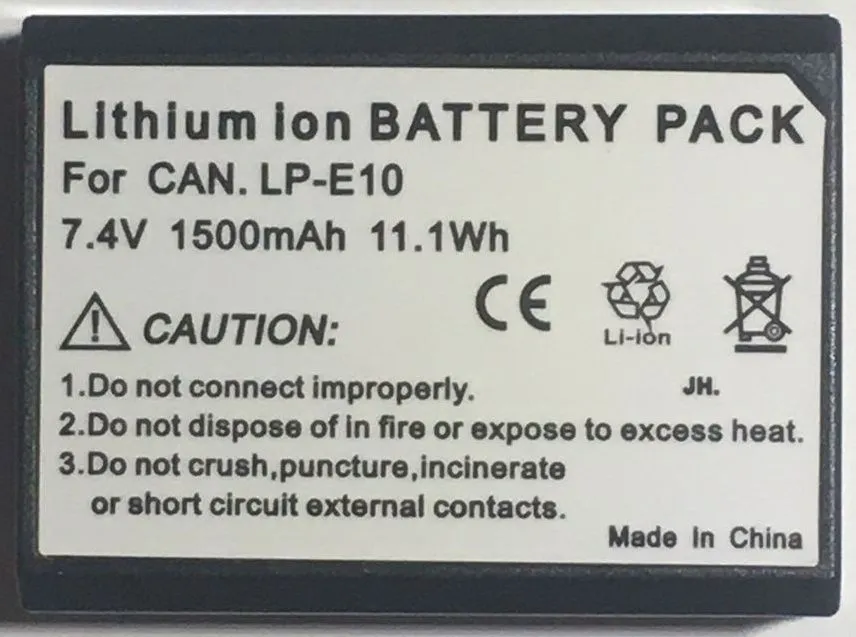 Lithium ion BATTERY PACK
For CAN. LP-E10
7.4V 1500mAh 11.1Wh
CE
Li-ion
CAUTION:
JH.
1.Do not connect improperly.
2.Do not dispose of in fire or expose to excess heat.
3.Do not crush,puncture,incinerate
or short circuit external contacts.
Made In China